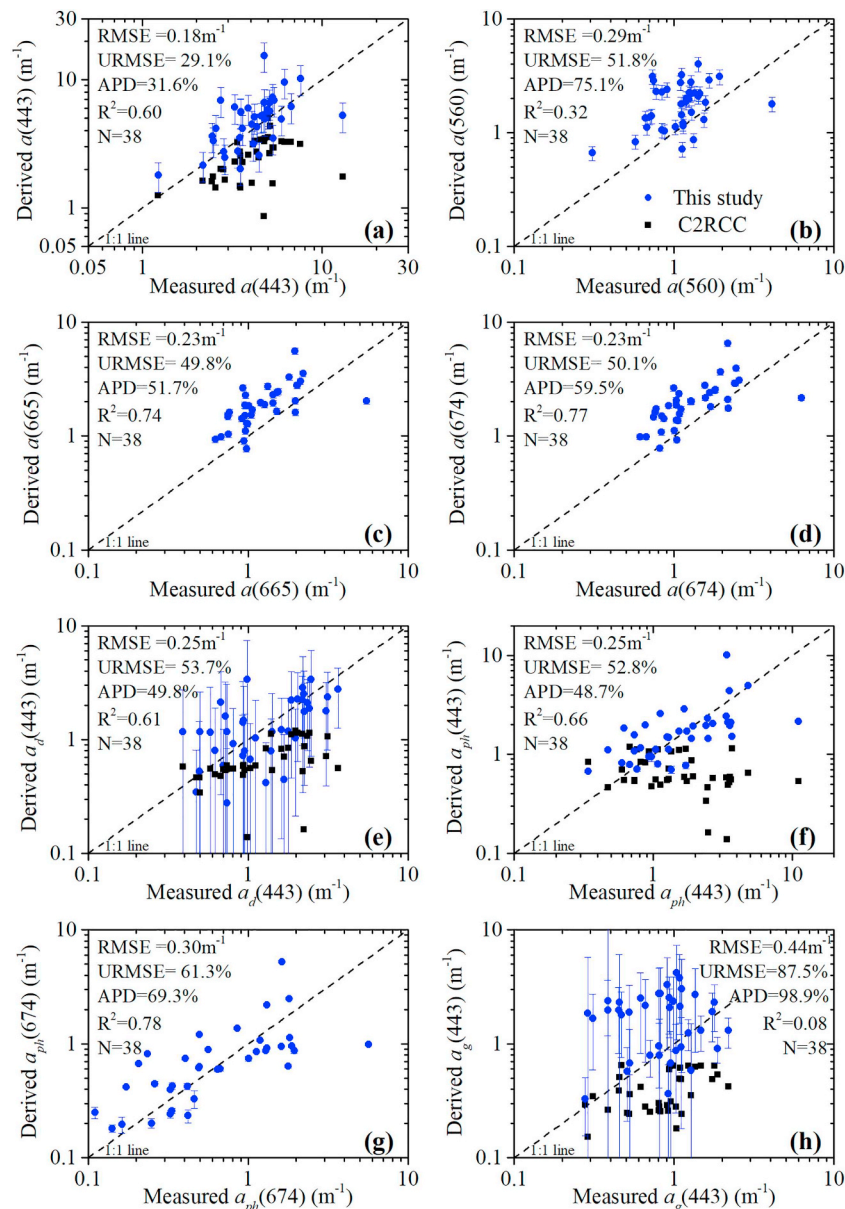 30
10
1
0.05
0.05
1
10
30
RMSE =0.18m-1
URMSE= 29.1%
APD=31.6%
R2=0.60
N=38
(a)
1:1 line
Derived a(443) (m-1)
Measured a(443) (m-1)
10
1
0.1
0.1
1
10
RMSE =0.29m-1
URMSE= 51.8%
APD=75.1%
R2=0.32
N=38
This study
C2RCC
(b)
1:1 line
Derived a(560) (m-1)
Measured a(560) (m-1)
10
1
0.1
0.1
1
10
RMSE =0.23m-1
URMSE= 49.8%
APD=51.7%
R2=0.74
N=38
(c)
1:1 line
Derived a(665) (m-1)
Measured a(665) (m-1)
10
1
0.1
0.1
1
10
RMSE =0.23m-1
URMSE= 50.1%
APD=59.5%
R2=0.77
N=38
(d)
1:1 line
Derived a(674) (m-1)
Measured a(674) (m-1)
10
1
0.1
0.1
1
10
RMSE =0.25m-1
URMSE= 53.7%
APD=49.8%
R2=0.61
N=38
(e)
1:1 line
Derived ad(443) (m-1)
Measured ad(443) (m-1)
10
1
0.1
1
10
RMSE =0.25m-1
URMSE= 52.8%
APD=48.7%
R2=0.66
N=38
(f)
1:1 line
Derived aph(443) (m-1)
Measured aph(443) (m-1)
10
1
0.1
0.1
1
10
RMSE =0.30m-1
URMSE= 61.3%
APD=69.3%
R2=0.78
N=38
(g)
1:1 line
Derived aph(674) (m-1)
Measured aph(674) (m-1)
10
1
0.1
0.1
1
10
RMSE=0.44m-1
URMSE= 87.5%
APD=98.9%
R2=0.08
N=38
(h)
1:1 line
Derived ag(443) (m-1)
Measured ag(443) (m-1)